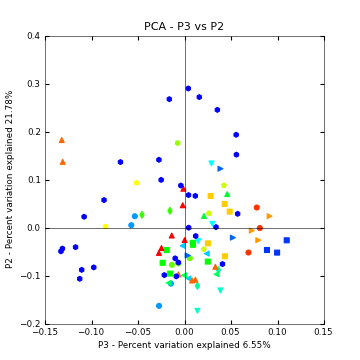 PCA - P3 vs P2
P2 - Percent variation explained 21.78%
0.4
0.3
0.2
0.1
0.0
−0.1
−0.2
−0.15 −0.10 −0.05 0.00 0.05 0.10 0.15
P3 - Percent variation explained 6.55%